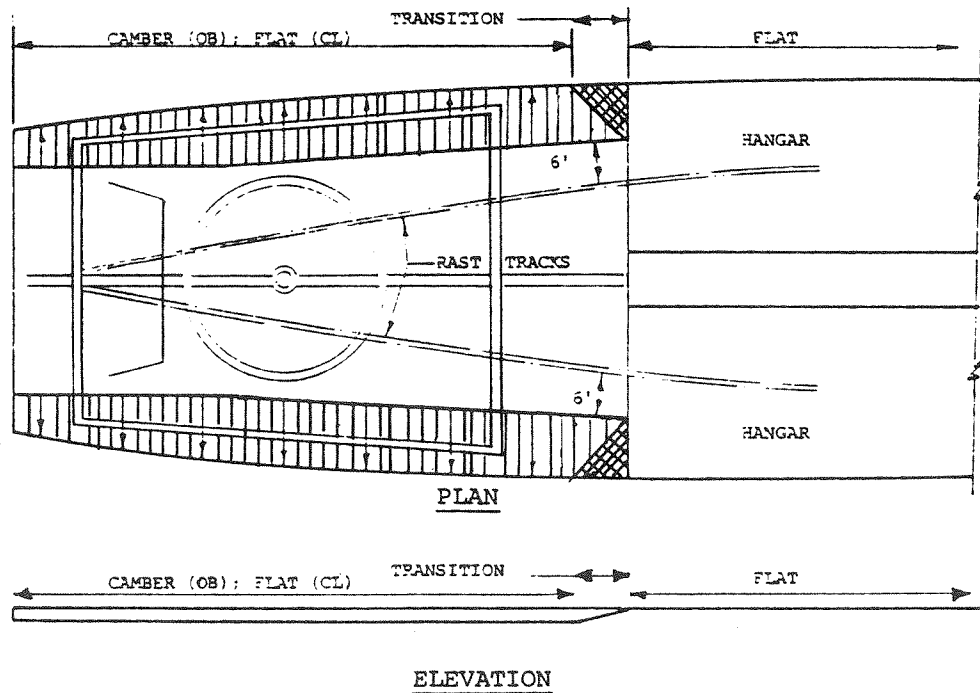 TRANSITION
CAMBER (OB); FLAT (CL)
FLAT
HANGAR
6'
RAST TRACKS
6'
HANGAR
PLAN
TRANSITION
CAMBER (OB); FLAT (CL)
FLAT
ELEVATION